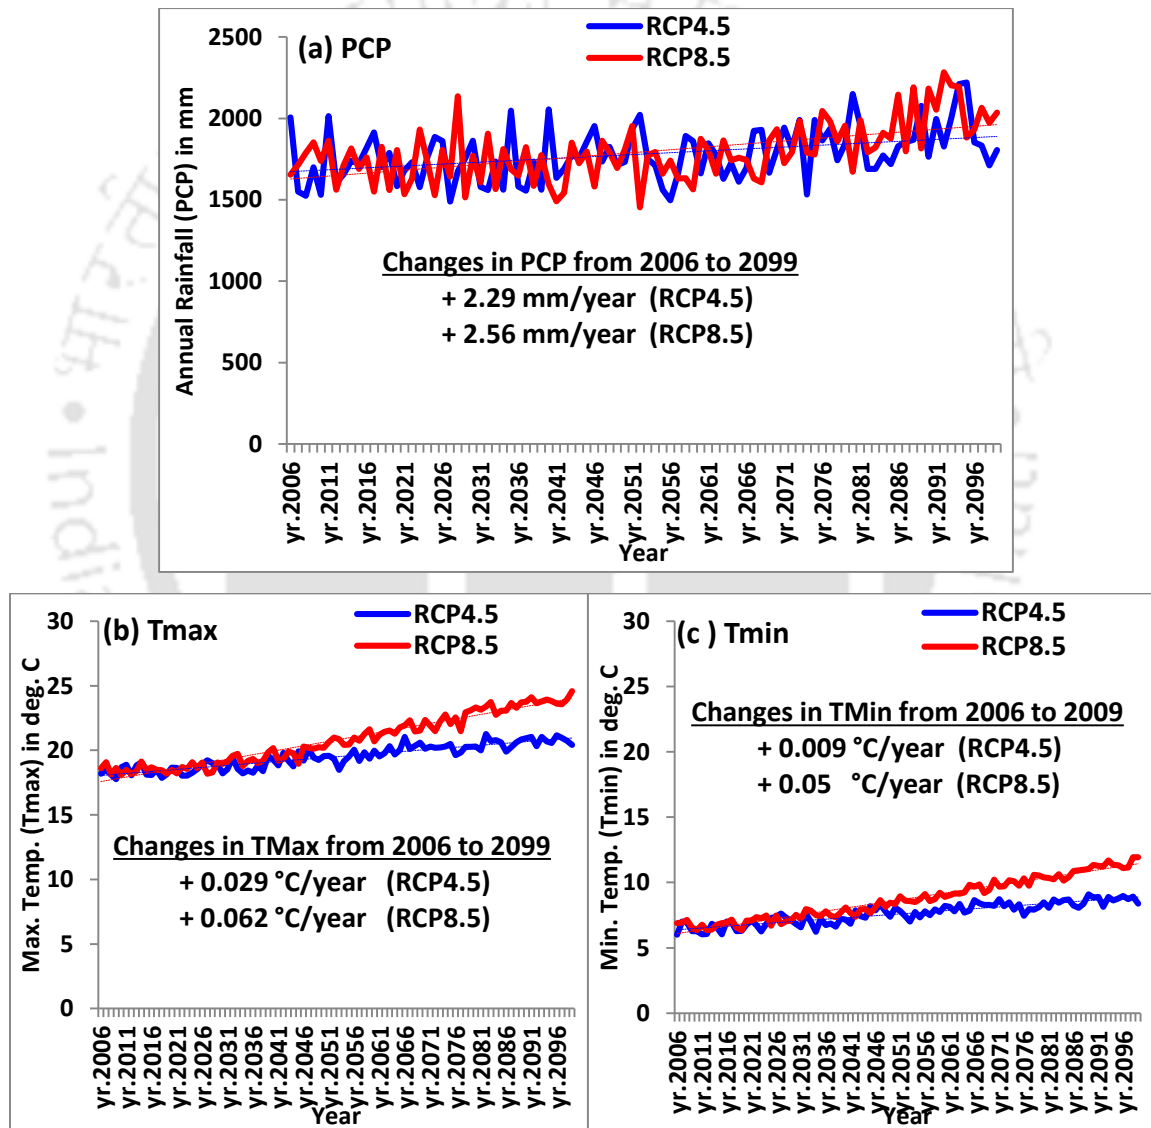 RCP4.5
RCP8.5
(a) PCP
Annual Rainfall (PCP) in mm
2500
2000
1500
1000
500
0
Changes in PCP from 2006 to 2099
+ 2.29 mm/year (RCP4.5)
+ 2.56 mm/year (RCP8.5)
yr.2006
yr.2011
yr.2016
yr.2021
yr.2026
yr.2031
yr.2036
yr.2041
yr.2046
yr.2051
yr.2056
yr.2061
yr.2066
yr.2071
yr.2076
yr.2081
yr.2086
yr.2091
yr.2096
Year
(b) Tmax
RCP4.5
RCP8.5
Max. Temp. (Tmax) in deg. C
30
25
20
15
10
5
0
Changes in TMax from 2006 to 2099
+ 0.029 °C/year (RCP4.5)
+ 0.062 °C/year (RCP8.5)
yr.2006
yr.2011
yr.2016
yr.2021
yr.2026
yr.2031
yr.2036
yr.2041
yr.2046
yr.2051
yr.2056
yr.2061
yr.2066
yr.2071
yr.2076
yr.2081
yr.2086
yr.2091
yr.2096
Year
(c ) Tmin
RCP4.5
RCP8.5
Min. Temp. (Tmin) in deg. C
30
25
20
15
10
5
0
Changes in TMin from 2006 to 2009
+ 0.009 °C/year (RCP4.5)
+ 0.05 °C/year (RCP8.5)
yr.2006
yr.2011
yr.2016
yr.2021
yr.2026
yr.2031
yr.2036
yr.2041
yr.2046
yr.2051
yr.2056
yr.2061
yr.2066
yr.2071
yr.2076
yr.2081
yr.2086
yr.2091
yr.2096
Year